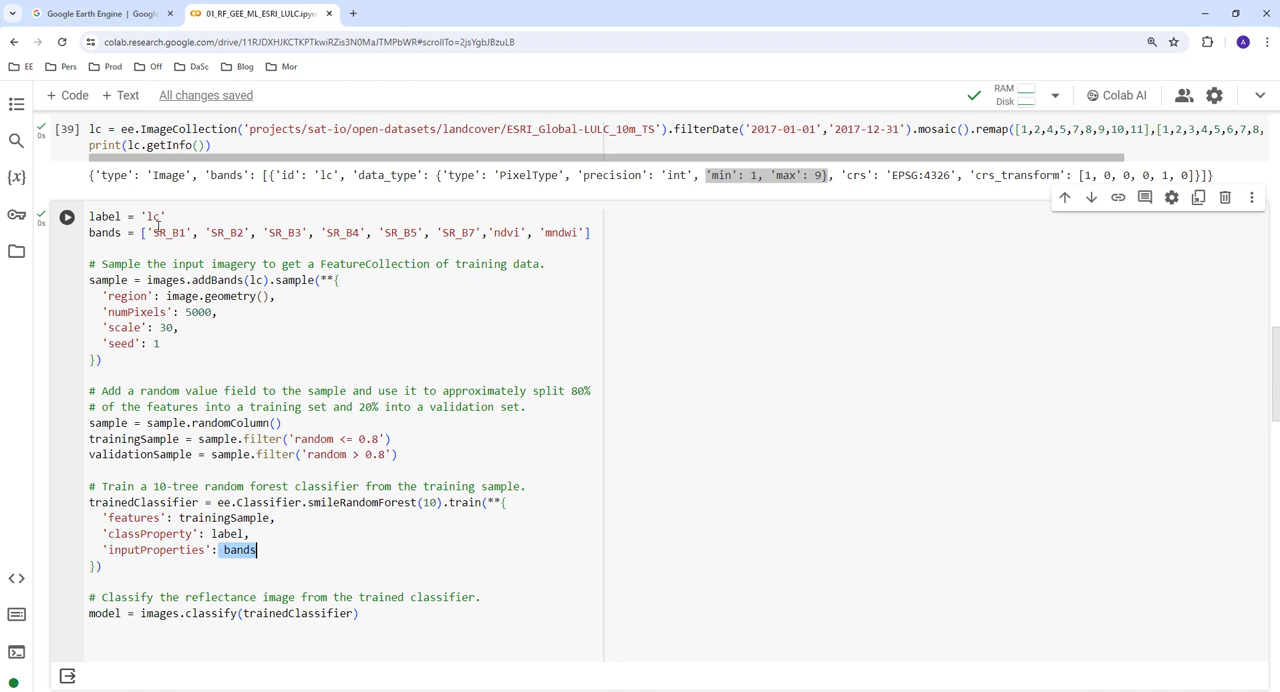 Google Earth Engine | Google
01_RF_GEE_ML_ESRI_LULC.ipyn
colab.research.google.com/drive/11RJDXHJKCTKPTkwiRZis3N0MaJTMPbWR#scrollTo=2jsYgbJBzuLB
EE Pers Prod Off DaSc Blog Mor
+ Code + Text All changes saved
RAM
Disk
Colab AI
A
[39] lc = ee.ImageCollection('projects/sat-io/open-datasets/landcover/ESRI_Global-LULC_10m_TS').filterDate('2017-01-01','2017-12-31').mosaic().remap([1,2,4,5,7,8,9,10,11],[1,2,3,4,5,6,7,8,
0s print(lc.getInfo())
{'type': 'Image', 'bands': [{'id': 'lc', 'data_type': {'type': 'PixelType', 'precision': 'int', 'min': 1, 'max': 9}, 'crs': 'EPSG:4326', 'crs_transform': [1, 0, 0, 0, 1, 0]}]}
0s
label = 'lc'
bands = ['SR_B1', 'SR_B2', 'SR_B3', 'SR_B4', 'SR_B5', 'SR_B7','ndvi', 'mndwi']
# Sample the input imagery to get a FeatureCollection of training data.
sample = images.addBands(lc).sample(**{
'region': image.geometry(),
'numPixels': 5000,
'scale': 30,
'seed': 1
})
# Add a random value field to the sample and use it to approximately split 80%
# of the features into a training set and 20% into a validation set.
sample = sample.randomColumn()
trainingSample = sample.filter('random <= 0.8')
validationSample = sample.filter('random > 0.8')
# Train a 10-tree random forest classifier from the training sample.
trainedClassifier = ee.Classifier.smileRandomForest(10).train(**{
'features': trainingSample,
'classProperty': label,
'inputProperties': bands
})
# Classify the reflectance image from the trained classifier.
model = images.classify(trainedClassifier)